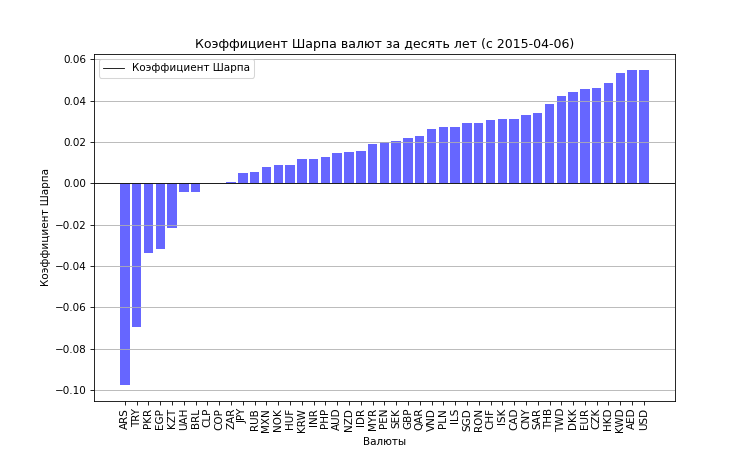 Коэффициент Шарпа валют за десять лет (с 2015-04-06)
Коэффициент Шарпа
0.06
0.04
0.02
0.00
−0.02
−0.04
−0.06
−0.08
−0.10
Коэффициент Шарпа
ARS TRY PKR EGP KZT UAH BRL CLP COP ZAR JPY RUB MXN NOK HUF KRW INR PHP AUD NZD IDR MYR PEN SEK GBP QAR VND PLN ILS SGD RON CHF ISK CAD CNY SAR THB TWD DKK EUR CZK HKD KWD AED USD
Валюты